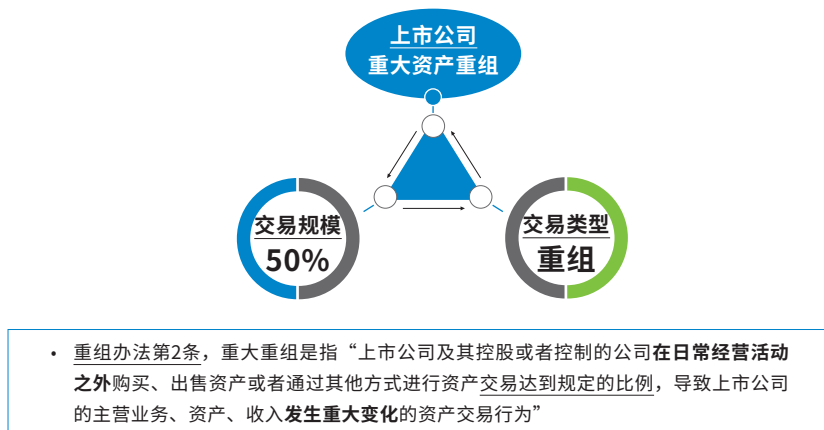 上市公司
重大资产重组
交易规模
50%
交易类型
重组
• 重组办法第2条，重大重组是指“上市公司及其控股或者控制的公司在日常经营活动
之外购买、出售资产或者通过其他方式进行资产交易达到规定的比例，导致上市公司
的主营业务、资产、收入发生重大变化的资产交易行为”